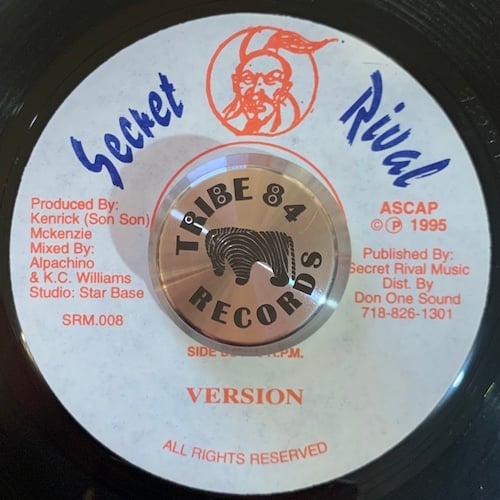 Secret Rival
Produced By:
Kenrick (Son Son)
Mckenzie
Mixed By:
Alpachino
& K.C. Williams
Studio: Star Base
SRM.008
TRIBE 84
RECORDS
ASCAP
© ℗ 1995
Published By:
Secret Rival Music
Dist. By
Don One Sound
718-826-1301
SIDE
R.P.M.
VERSION
ALL RIGHTS RESERVED